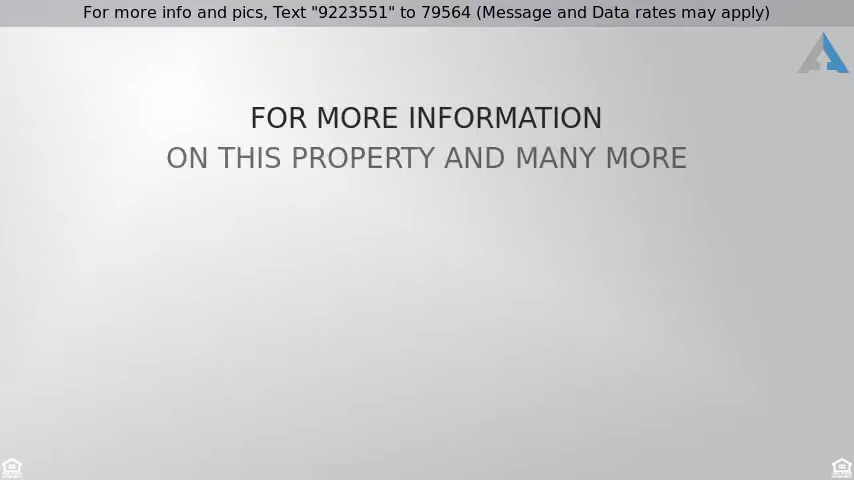 For more info and pics, Text "9223551" to 79564 (Message and Data rates may apply)
FOR MORE INFORMATION
ON THIS PROPERTY AND MANY MORE